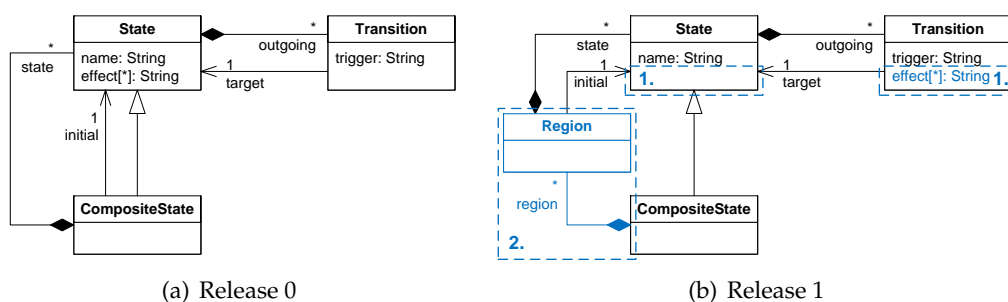 State
name: String
effect[*]: String
Transition
trigger: String
*
outgoing
1
target
*
state
1
initial
CompositeState
(a) Release 0
State
name: String
1.
Transition
trigger: String
effect[*]: String 1.
*
outgoing
1
target
*
state
1
initial
Region
*
region
2.
CompositeState
(b) Release 1